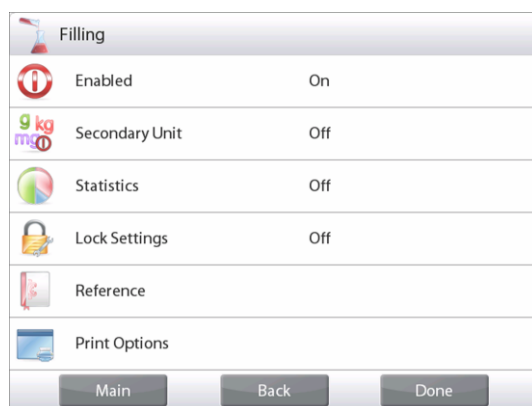 Filling
Enabled On
g kg
mg
Secondary Unit Off
Statistics Off
Lock Settings Off
Reference
Print Options
Main Back Done